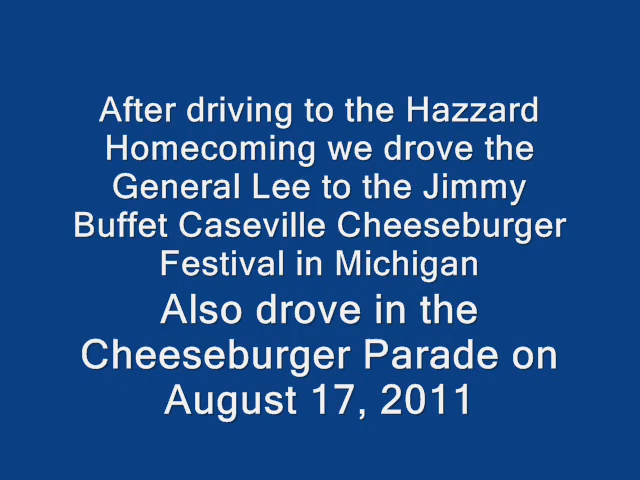 After driving to the Hazzard
Homecoming we drove the
General Lee to the Jimmy
Buffet Caseville Cheeseburger
Festival in Michigan
Also drove in the
Cheeseburger Parade on
August 17, 2011